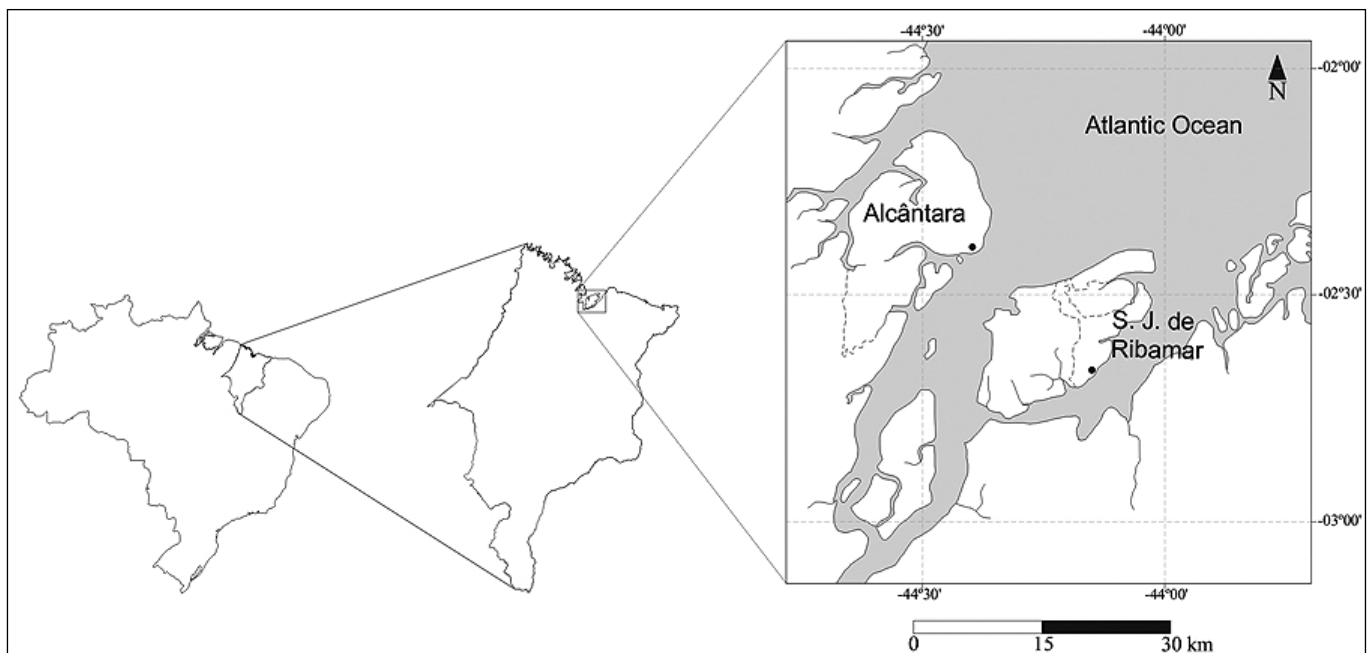 -44°30' -44°00'
-02°00'
N
Atlantic Ocean
Alcântara
-02°30'
S. J. de
Ribamar
-03°00'
-44°30' -44°00'
0 15 30 km